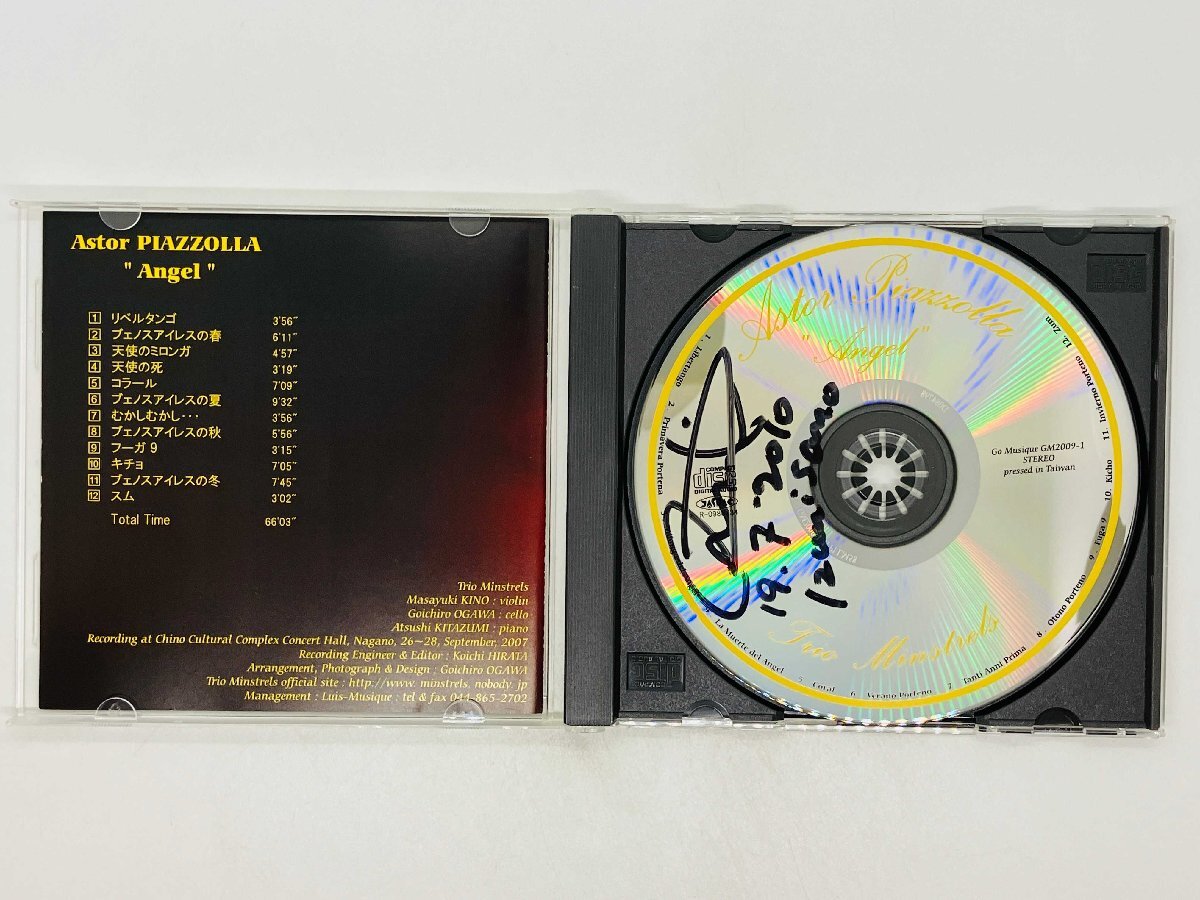 Astor PIAZZOLLA
" Angel "
1 リベルタンゴ 3'56"
2 ブエノスアイレスの春 6'11"
3 天使のミロンガ 4'57"
4 天使の死 3'19"
5 コラール 7'09"
6 ブエノスアイレスの夏 9'32"
7 むかしむかし・・・ 3'56"
8 ブエノスアイレスの秋 5'56"
9 フーガ 9 3'15"
10 キチョ 7'05"
11 ブエノスアイレスの冬 7'45"
12 スム 3'02"
Total Time 66'03"
Trio Minstrels
Masayuki KINO : violin
Goichiro OGAWA : cello
Atsushi KITAZUMI : piano
Recording at Chino Cultural Complex Concert Hall, Nagano, 26~28, September, 2007
Recording Engineer & Editor : Koichi HIRATA
Arrangement, Photograph & Design : Goichiro OGAWA
Trio Minstrels official site : http://www. minstrels. nobody. jp
Management : Luis-Musique : tel & fax 044-865-2702
Astor Piazzolla
"Angel"
1. Libertango 2. Primavera Portena
La Muerte del Angel 5. Coral 6. Verano Porteno 7. Tanti Anni Prima 8. Otono Porteno 9. Fuga 9 10. Kicho 11. Invierno Porteno 12. Zum
Go Musique GM2009-1
STEREO
pressed in Taiwan
COMPACT
disc
DIGITAL AUDIO
19.7.2010
Izumisano
Trio Minstrels